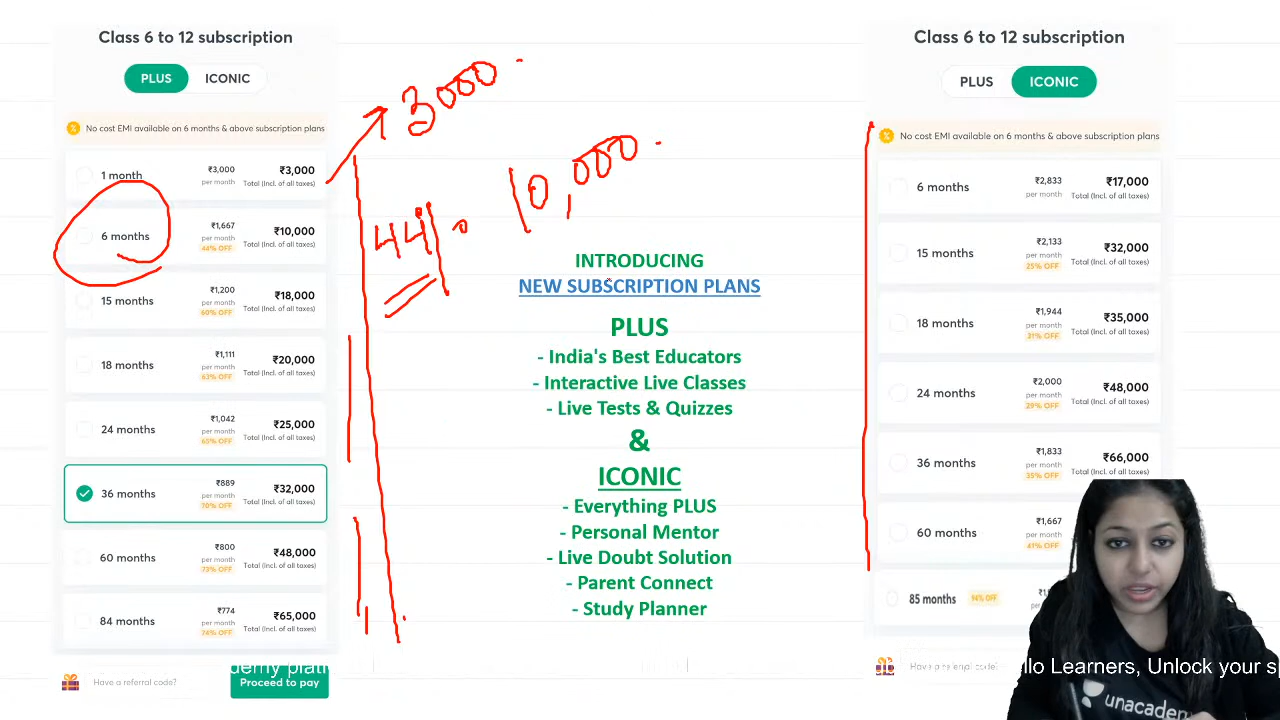 Class 6 to 12 subscription
PLUS
ICONIC
No cost EMI available on 6 months & above subscription plans
1 month
₹3,000
per month
₹3,000
Total (Incl. of all taxes)
6 months
₹1,667
per month
44% OFF
₹10,000
Total (Incl. of all taxes)
15 months
₹1,200
per month
60% OFF
₹18,000
Total (Incl. of all taxes)
18 months
₹1,111
per month
63% OFF
₹20,000
Total (Incl. of all taxes)
24 months
₹1,042
per month
65% OFF
₹25,000
Total (Incl. of all taxes)
36 months
₹889
per month
70% OFF
₹32,000
Total (Incl. of all taxes)
60 months
₹800
per month
73% OFF
₹48,000
Total (Incl. of all taxes)
84 months
₹774
per month
74% OFF
₹65,000
Total (Incl. of all taxes)
Have a referral code?
Proceed to pay
3000
10,000
44
INTRODUCING
NEW SUBSCRIPTION PLANS
PLUS
- India's Best Educators
- Interactive Live Classes
- Live Tests & Quizzes
&
ICONIC
- Everything PLUS
- Personal Mentor
- Live Doubt Solution
- Parent Connect
- Study Planner
Class 6 to 12 subscription
PLUS
ICONIC
No cost EMI available on 6 months & above subscription plans
6 months
₹2,833
per month
₹17,000
Total (Incl. of all taxes)
15 months
₹2,133
per month
25% OFF
₹32,000
Total (Incl. of all taxes)
18 months
₹1,944
per month
31% OFF
₹35,000
Total (Incl. of all taxes)
24 months
₹2,000
per month
29% OFF
₹48,000
Total (Incl. of all taxes)
36 months
₹1,833
per month
35% OFF
₹66,000
Total (Incl. of all taxes)
60 months
₹1,667
per month
41% OFF
85 months
94% OFF
Have a referral code?
Learners, Unlock your
unacademy